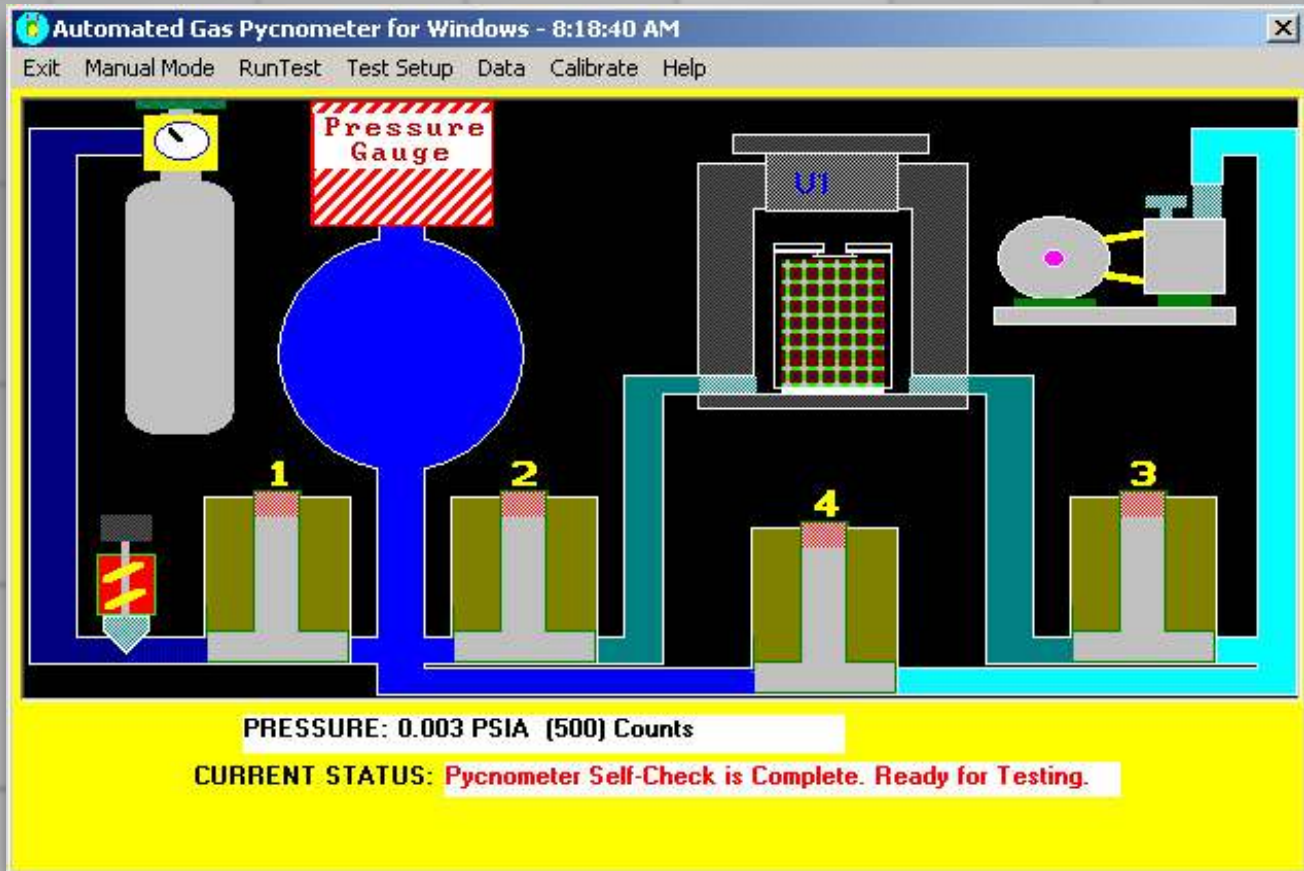 Automated Gas Pycnometer for Windows - 8:18:40 AM
Exit Manual Mode RunTest Test Setup Data Calibrate Help
Pressure
Gauge
V1
1
2
4
3
PRESSURE: 0.003 PSIA (500) Counts
CURRENT STATUS: Pycnometer Self-Check is Complete. Ready for Testing.